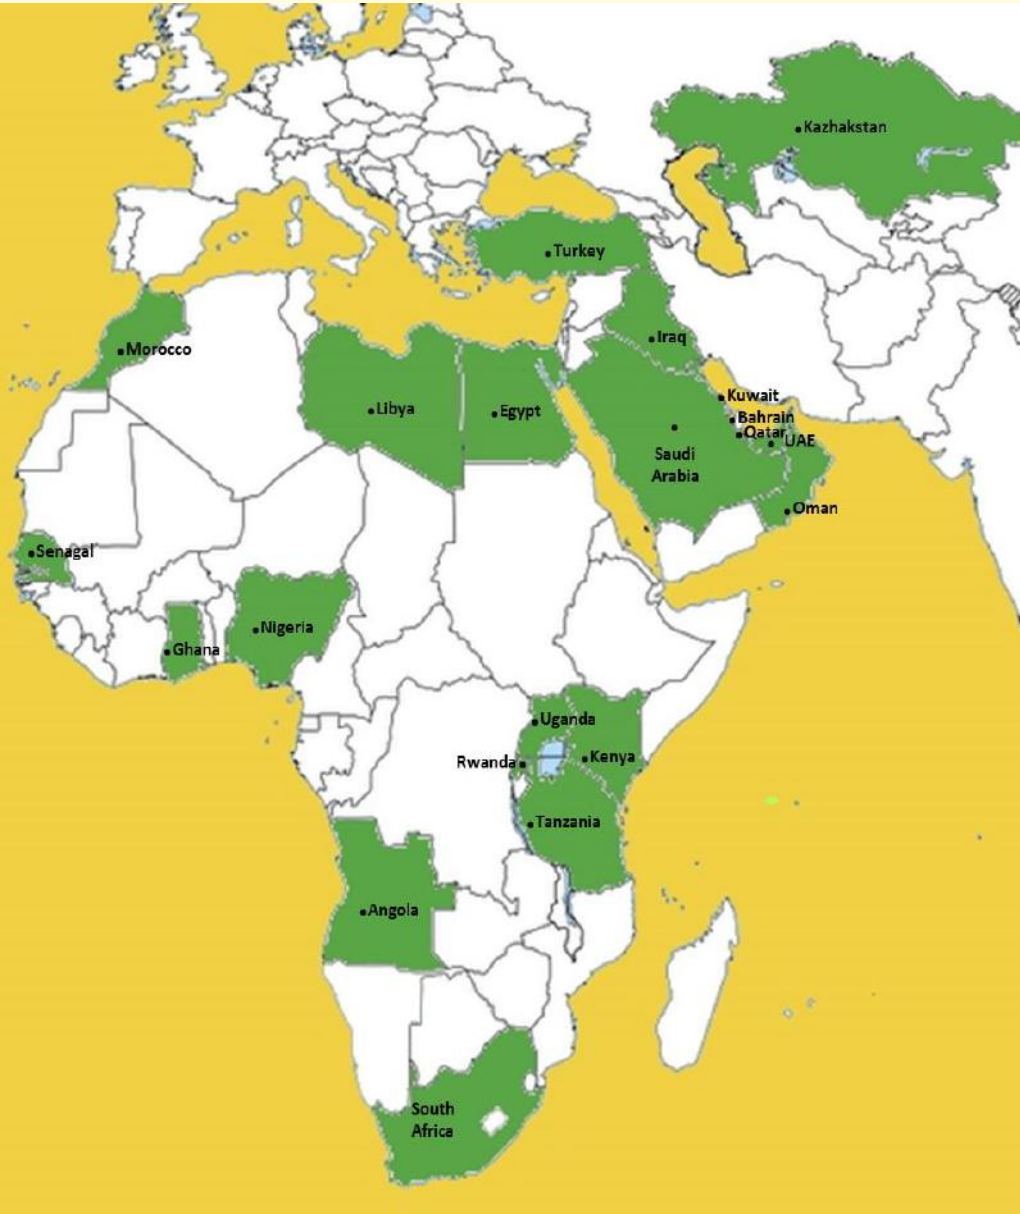 Kazhakstan
Turkey
Iraq
Morocco
Kuwait
Libya
Egypt
Bahrain
Qatar
UAE
Saudi
Arabia
Oman
Senagal
Nigeria
Ghana
Uganda
Kenya
Rwanda
Tanzania
Angola
South
Africa